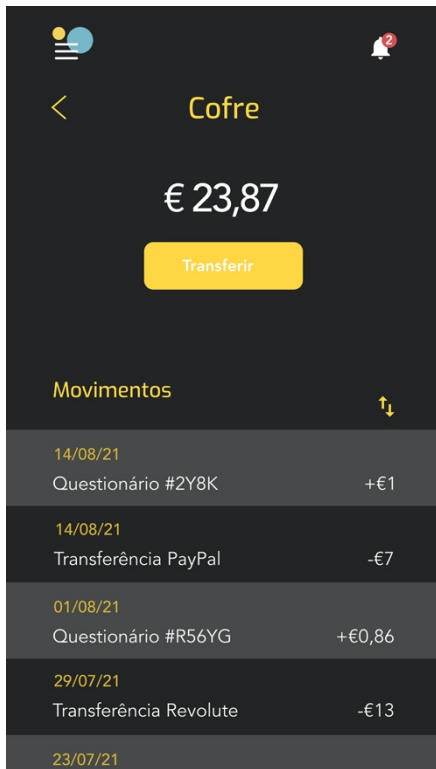 2
Cofre
€ 23,87
Transferir
Movimentos
14/08/21
Questionário #2Y8K +€1
14/08/21
Transferência PayPal -€7
01/08/21
Questionário #R56YG +€0,86
29/07/21
Transferência Revolute -€13
23/07/21